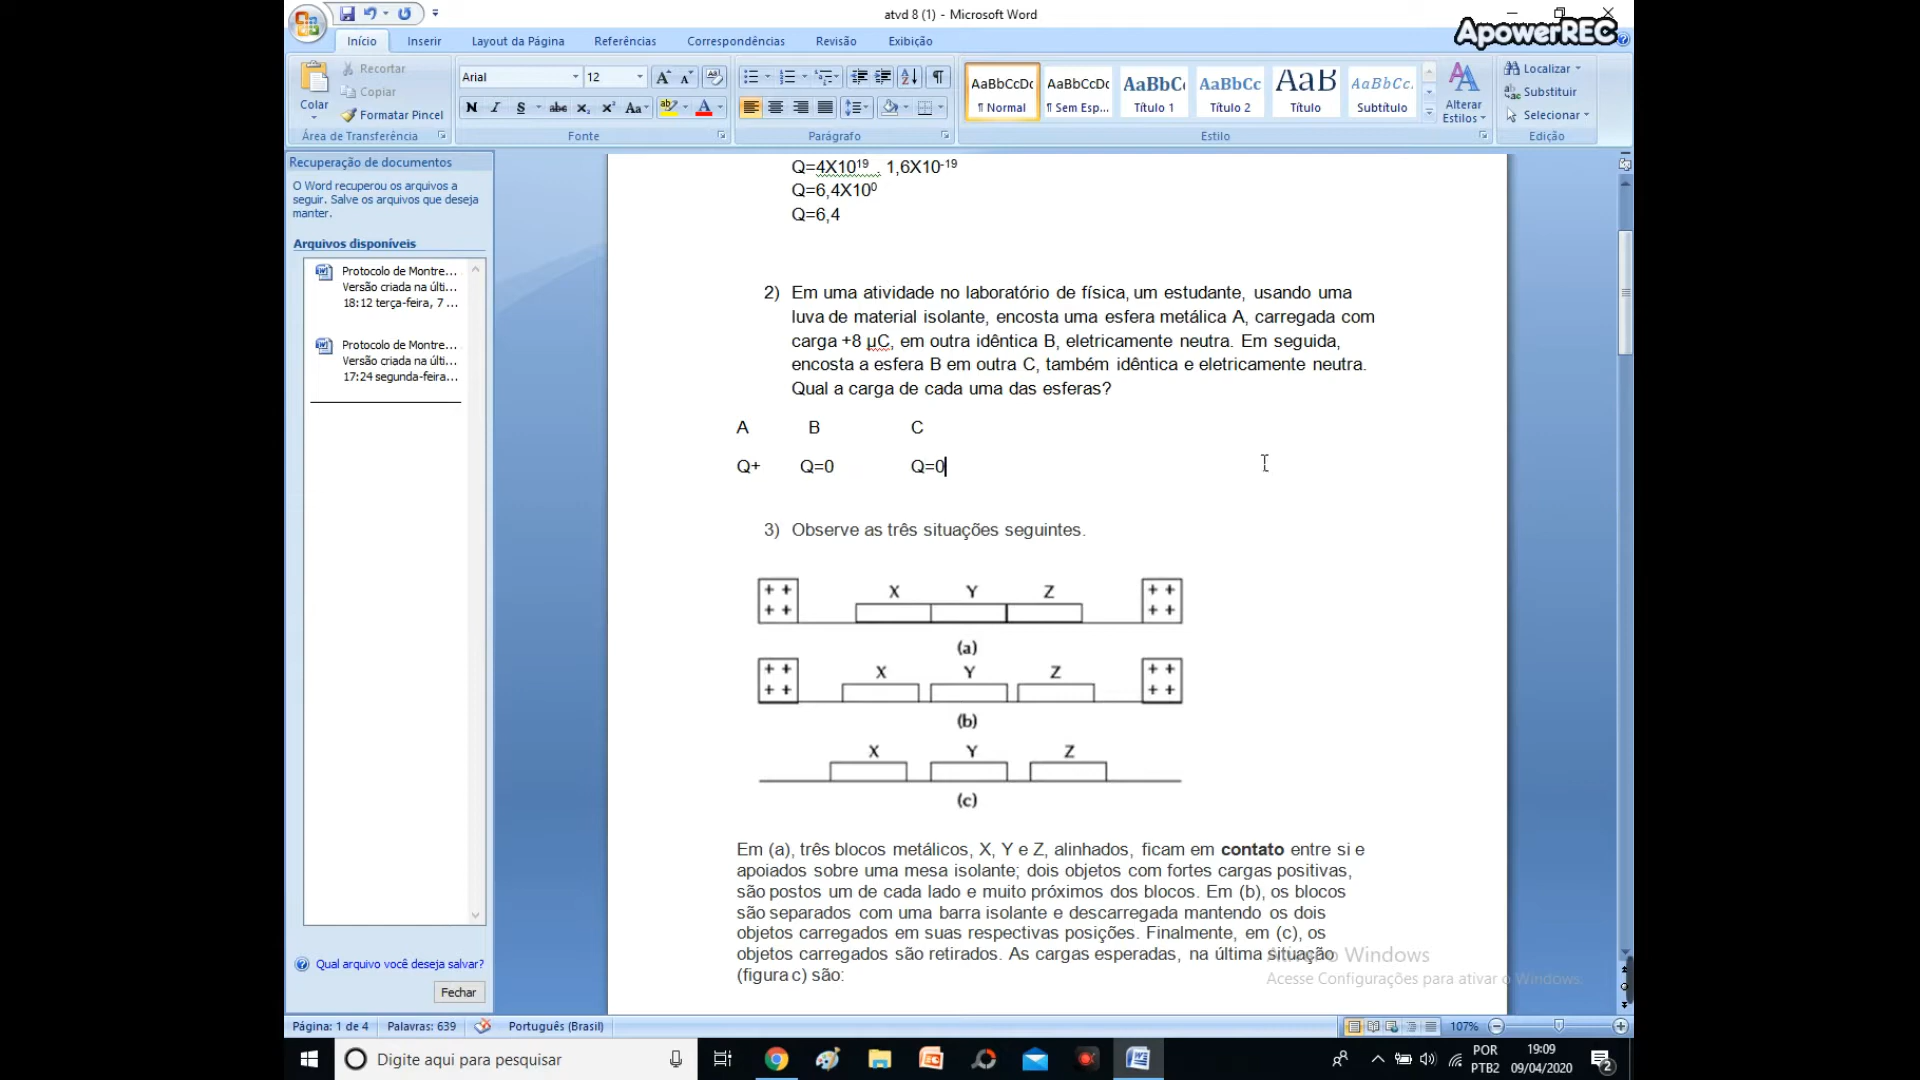 atvd 8 (1) - Microsoft Word
ApowerREC
Início Inserir Layout da Página Referências Correspondências Revisão Exibição
Colar
Recortar
Copiar
Formatar Pincel
Área de Transferência
Arial 12
N I S abc x₂ x² Aa
Fonte
Parágrafo
AaBbCcDc AaBbCcDc AaBbC AaBbCc AaB AaBbCc.
¶ Normal ¶ Sem Esp... Título 1 Título 2 Título Subtítulo
Alterar
Estilos
Estilo
Localizar
Substituir
Selecionar
Edição
Recuperação de documentos
O Word recuperou os arquivos a
seguir. Salve os arquivos que deseja
manter.
Arquivos disponíveis
Protocolo de Montre...
Versão criada na últi...
18:12 terça-feira, 7 ...
Protocolo de Montre...
Versão criada na últi...
17:24 segunda-feira...
Qual arquivo você deseja salvar?
Fechar
Q=4X10¹⁹ . 1,6X10⁻¹⁹
Q=6,4X10⁰
Q=6,4
2) Em uma atividade no laboratório de física, um estudante, usando uma
luva de material isolante, encosta uma esfera metálica A, carregada com
carga +8 µC, em outra idêntica B, eletricamente neutra. Em seguida,
encosta a esfera B em outra C, também idêntica e eletricamente neutra.
Qual a carga de cada uma das esferas?
A B C
Q+ Q=0 Q=0
3) Observe as três situações seguintes.
+ + X Y Z + +
+ + + +
(a)
+ + X Y Z + +
+ + + +
(b)
X Y Z
(c)
Em (a), três blocos metálicos, X, Y e Z, alinhados, ficam em contato entre si e
apoiados sobre uma mesa isolante; dois objetos com fortes cargas positivas,
são postos um de cada lado e muito próximos dos blocos. Em (b), os blocos
são separados com uma barra isolante e descarregada mantendo os dois
objetos carregados em suas respectivas posições. Finalmente, em (c), os
objetos carregados são retirados. As cargas esperadas, na última situação
(figura c) são:
Ativar o Windows
Acesse Configurações para ativar o Windows.
Página: 1 de 4 Palavras: 639 Português (Brasil) 107%
Digite aqui para pesquisar
POR
PTB2
19:09
09/04/2020
2